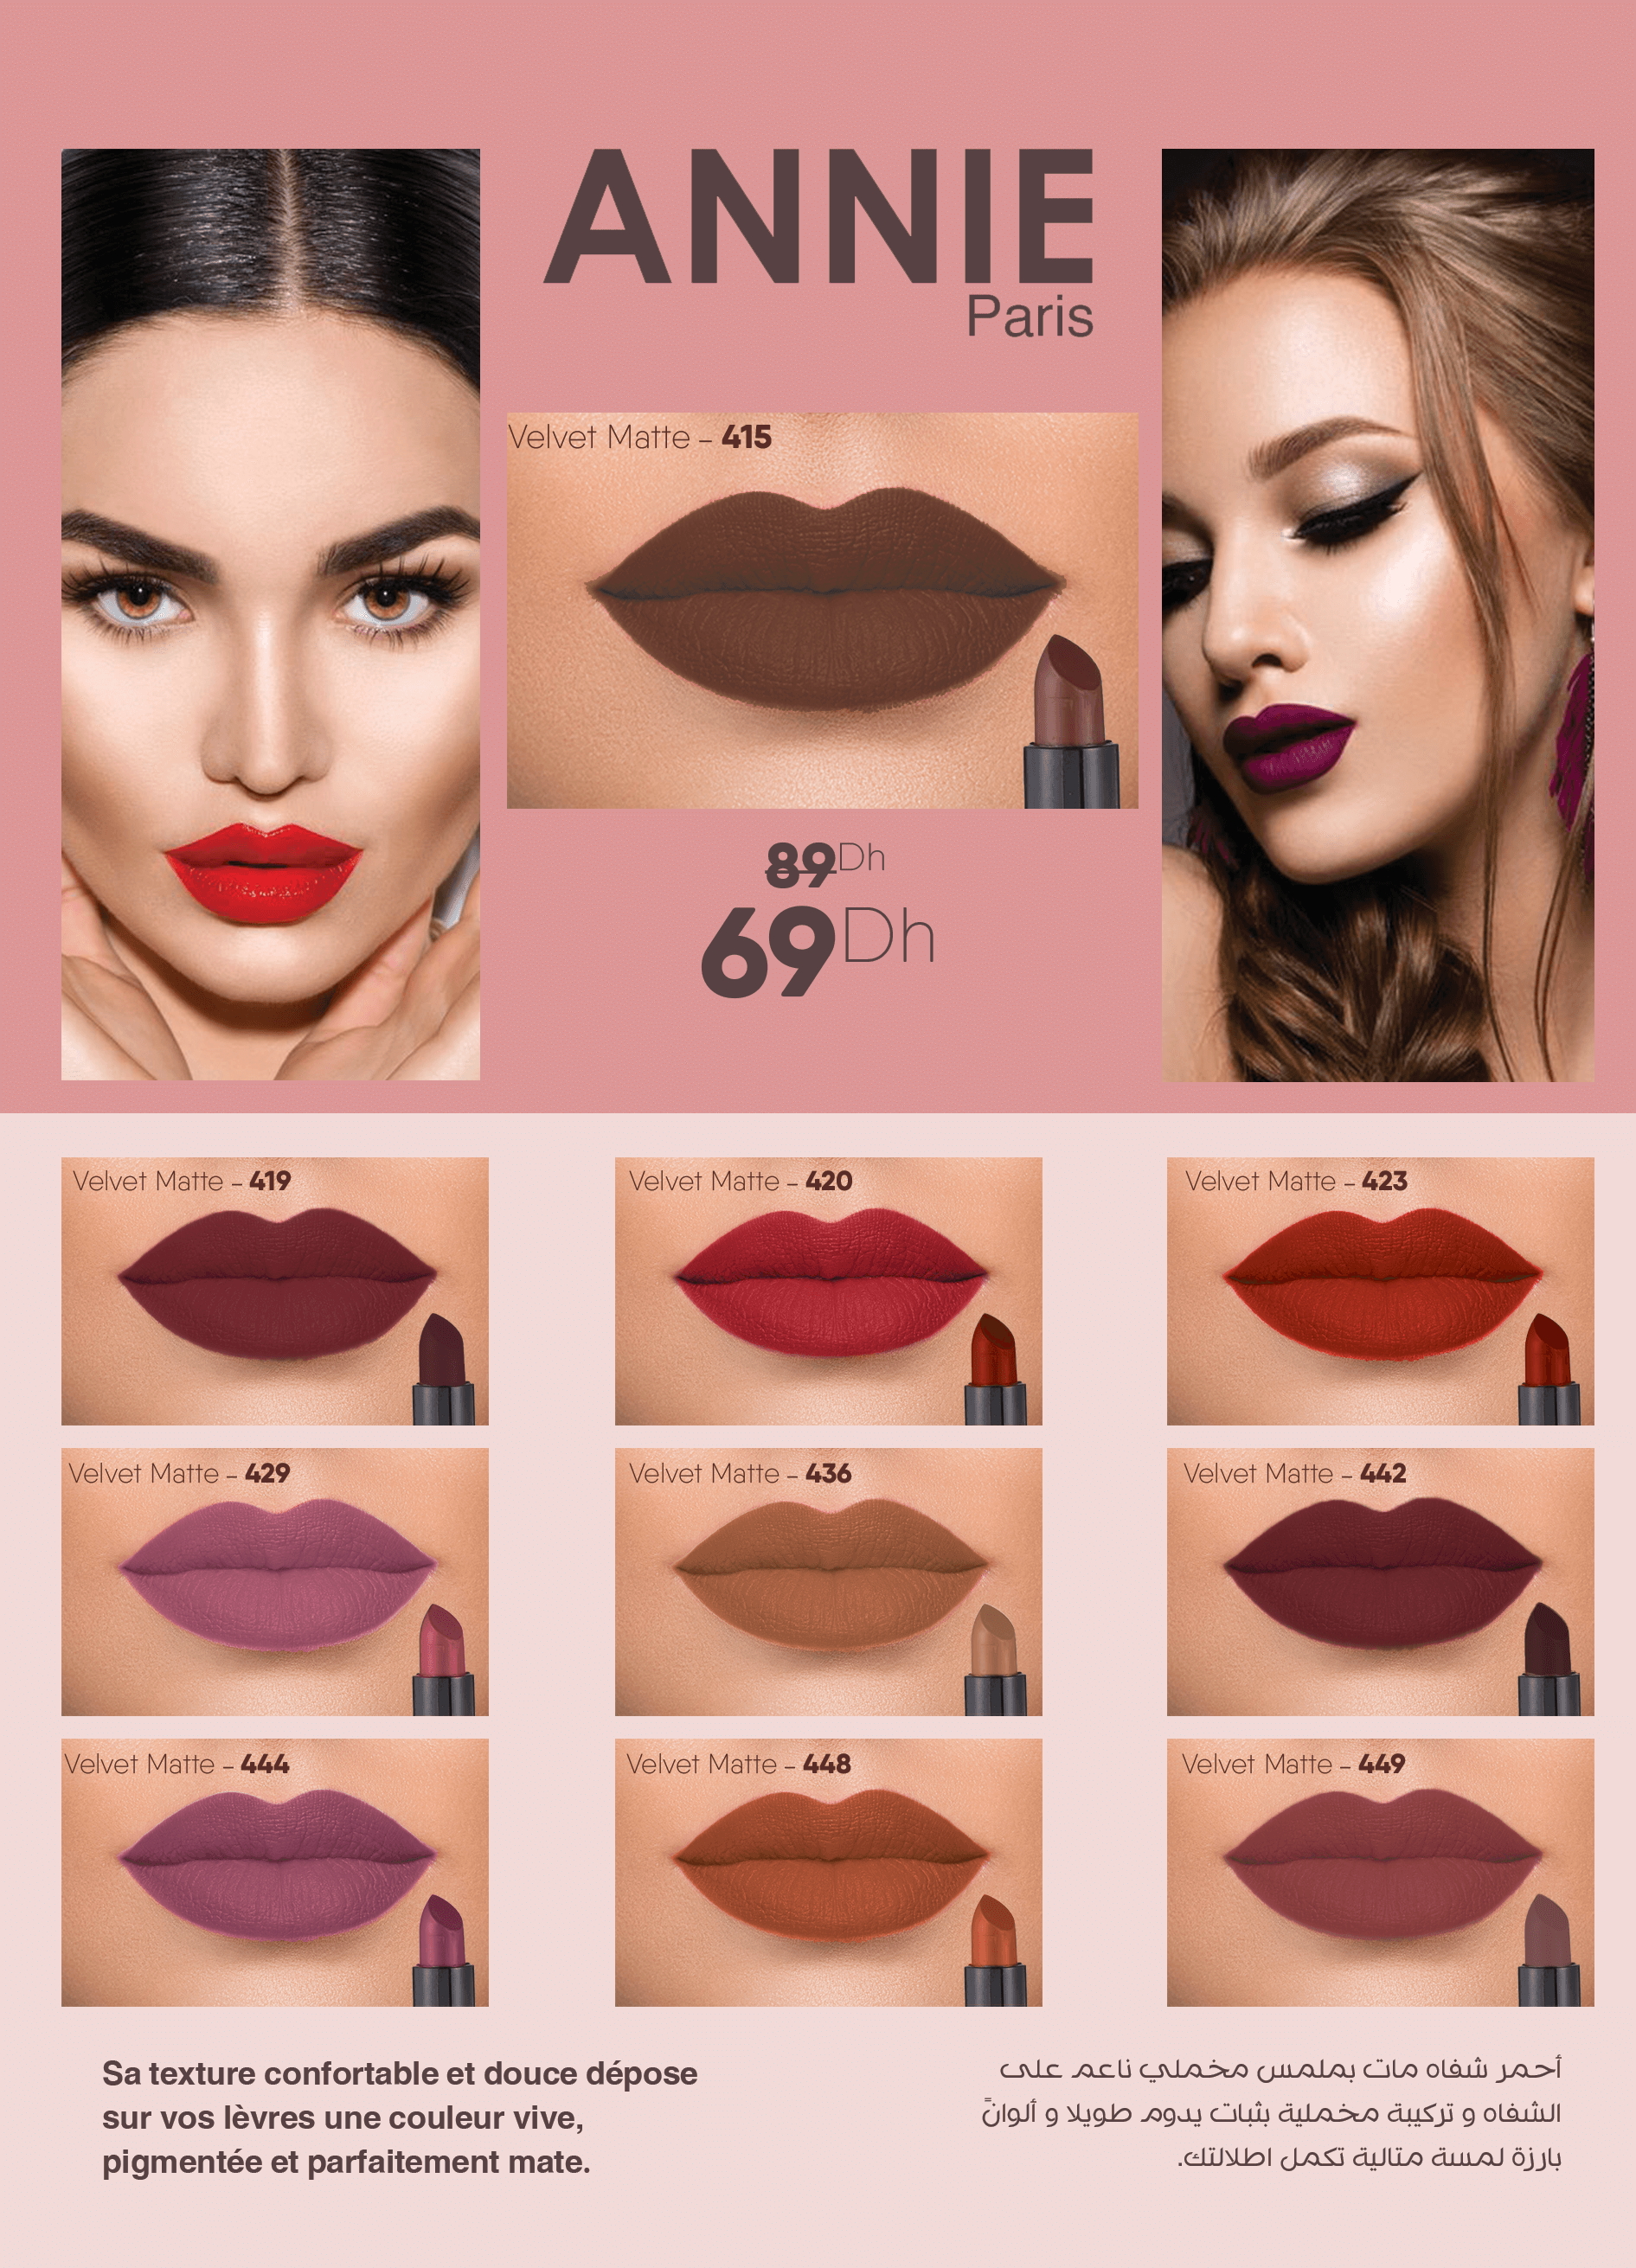 ANNIE
Paris
Velvet Matte – 415
89Dh
69Dh
Velvet Matte – 419
Velvet Matte – 420
Velvet Matte – 423
Velvet Matte – 429
Velvet Matte – 436
Velvet Matte – 442
Velvet Matte – 444
Velvet Matte – 448
Velvet Matte – 449
Sa texture confortable et douce dépose
sur vos lèvres une couleur vive,
pigmentée et parfaitement mate.
أحمر شفاه مات بملمس مخملي ناعم على
الشفاه و تركيبة مخملية بثبات يدوم طويلا و ألوانً
بارزة لمسة متالية تكمل اطلالتك.